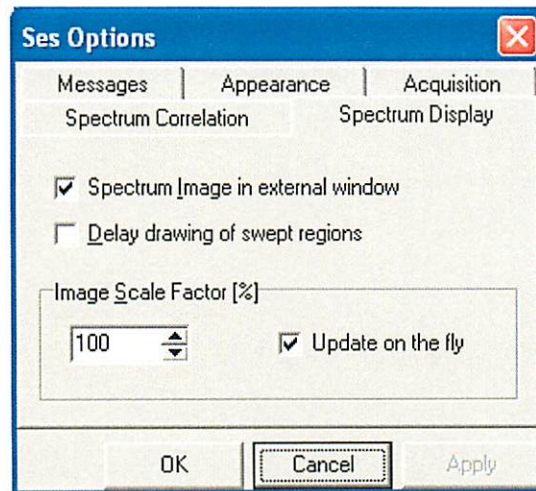 Ses Options
Messages Appearance Acquisition
Spectrum Correlation Spectrum Display
Spectrum Image in external window
Delay drawing of swept regions
Image Scale Factor [%]
100 Update on the fly
OK Cancel Apply